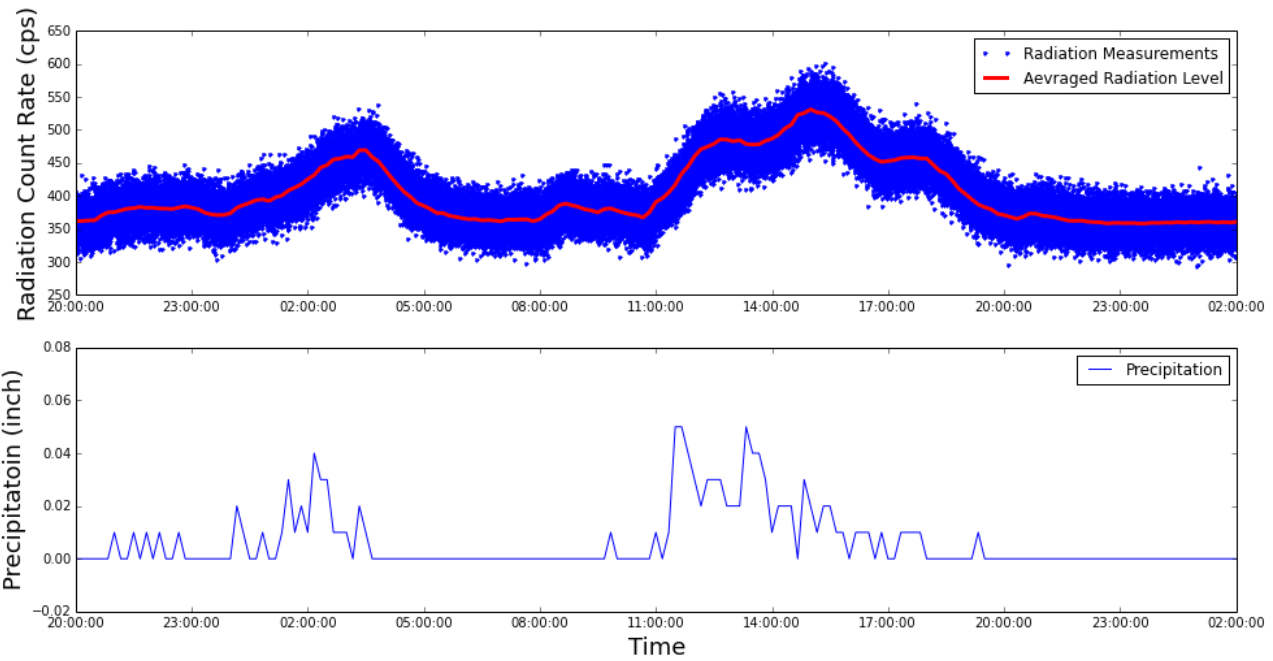 Radiation Count Rate (cps)
650
600
550
500
450
400
350
300
250
Radiation Measurements
Aevraged Radiation Level
20:00:00 23:00:00 02:00:00 05:00:00 08:00:00 11:00:00 14:00:00 17:00:00 20:00:00 23:00:00 02:00:00
Precipitatoin (inch)
0.08
0.06
0.04
0.02
0.00
−0.02
Precipitation
20:00:00 23:00:00 02:00:00 05:00:00 08:00:00 11:00:00 14:00:00 17:00:00 20:00:00 23:00:00 02:00:00
Time